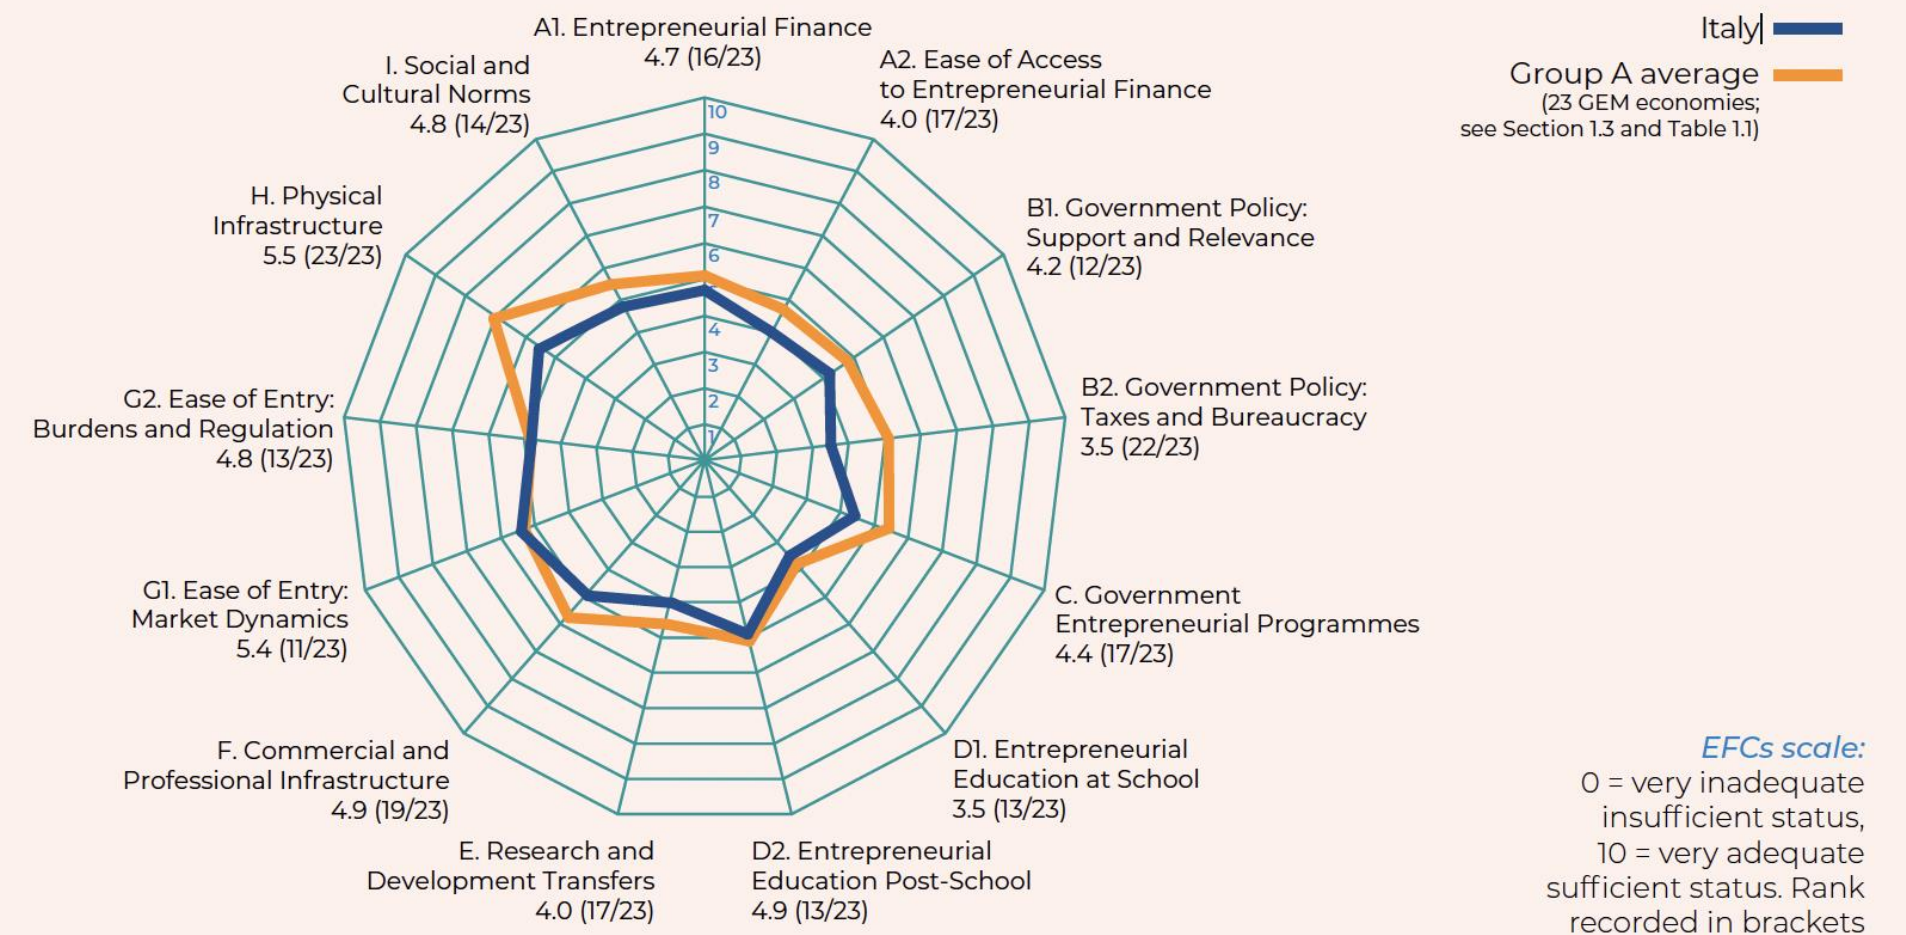 A1. Entrepreneurial Finance
4.7 (16/23)
A2. Ease of Access
to Entrepreneurial Finance
4.0 (17/23)
B1. Government Policy:
Support and Relevance
4.2 (12/23)
B2. Government Policy:
Taxes and Bureaucracy
3.5 (22/23)
C. Government
Entrepreneurial Programmes
4.4 (17/23)
D1. Entrepreneurial
Education at School
3.5 (13/23)
D2. Entrepreneurial
Education Post-School
4.9 (13/23)
E. Research and
Development Transfers
4.0 (17/23)
F. Commercial and
Professional Infrastructure
4.9 (19/23)
G1. Ease of Entry:
Market Dynamics
5.4 (11/23)
G2. Ease of Entry:
Burdens and Regulation
4.8 (13/23)
H. Physical
Infrastructure
5.5 (23/23)
I. Social and
Cultural Norms
4.8 (14/23)
10
9
8
7
6
4
3
2
1
Italy
Group A average
(23 GEM economies;
see Section 1.3 and Table 1.1)
EFCs scale:
0 = very inadequate
insufficient status,
10 = very adequate
sufficient status. Rank
recorded in brackets